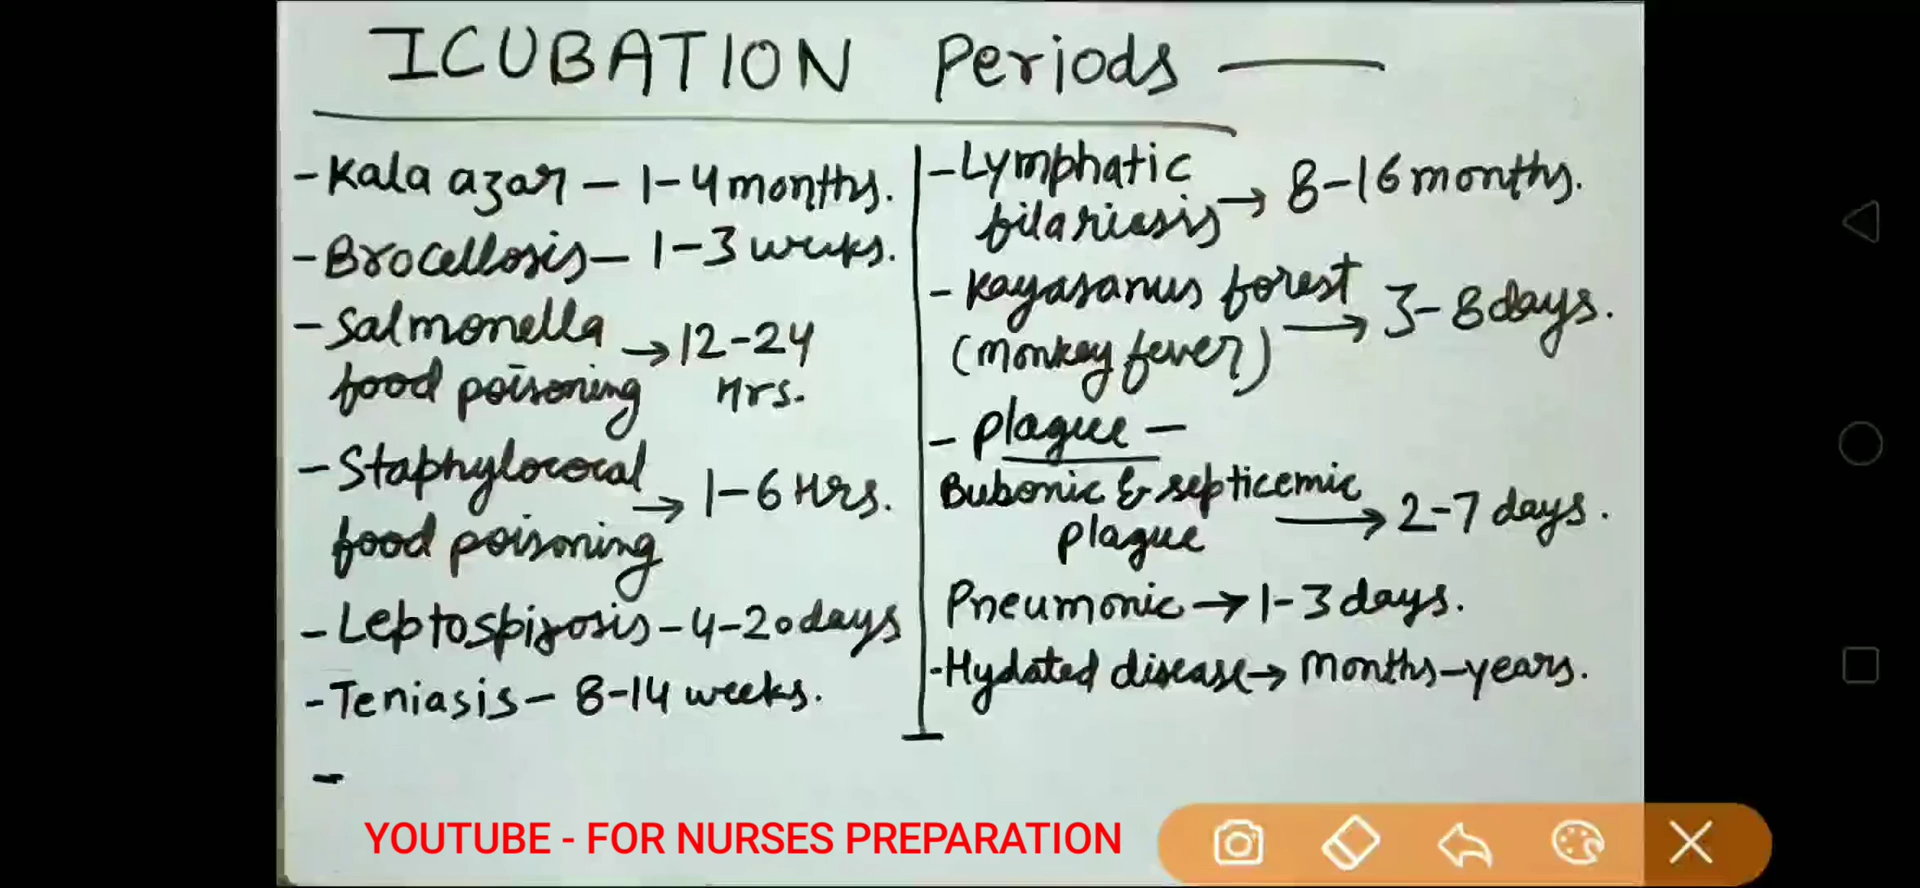 ICUBATION Periods —
- Kala azar - 1-4 months.
- Brocellosis - 1-3 weeks.
- Salmonella
food poisoning → 12-24
Hrs.
- Staphylococal
food poisoning → 1-6 Hrs.
- Leptospirosis - 4-20 days
- Teniasis - 8-14 weeks.
-
- Lymphatic
filariasis → 8-16 months.
- Kayasanus forest
(Monkey fever) → 3-8 days.
- Plague -
Bubonic & septicemic
plague → 2-7 days.
Pneumonic → 1-3 days.
- Hydated disease → Months-years.
YOUTUBE - FOR NURSES PREPARATION